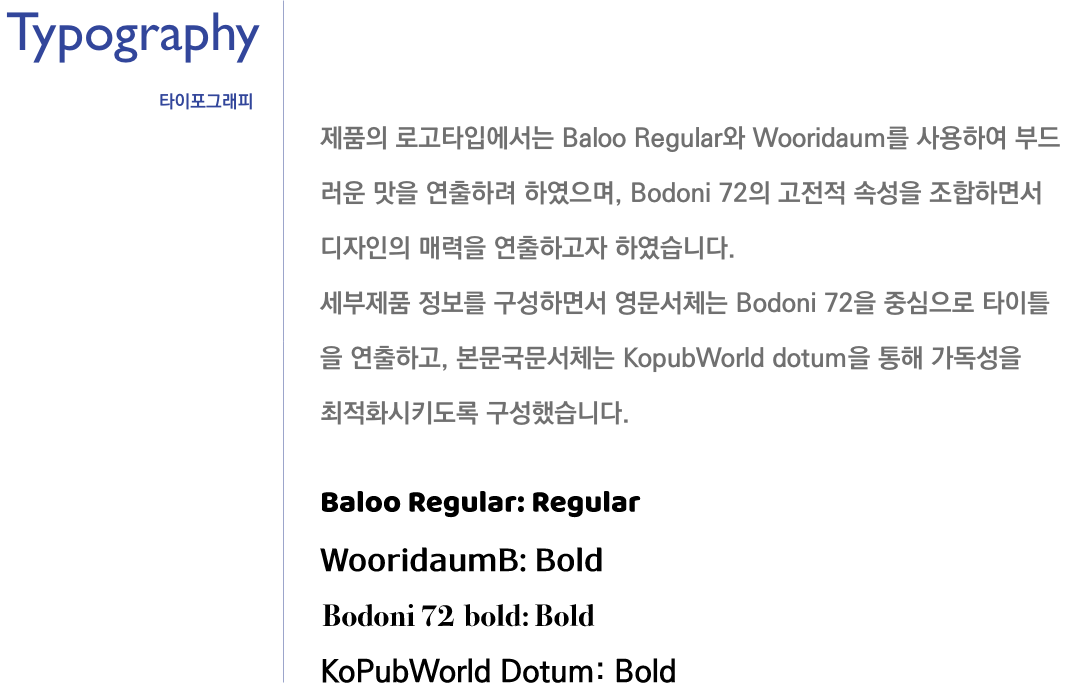 Typography
타이포그래피
제품의 로고타입에서는 Baloo Regular와 Wooridaum를 사용하여 부드
러운 맛을 연출하려 하였으며, Bodoni 72의 고전적 속성을 조합하면서
디자인의 매력을 연출하고자 하였습니다.
세부제품 정보를 구성하면서 영문서체는 Bodoni 72을 중심으로 타이틀
을 연출하고, 본문국문서체는 KopubWorld dotum을 통해 가독성을
최적화시키도록 구성했습니다.
Baloo Regular: Regular
WooridaumB: Bold
Bodoni 72 bold: Bold
KoPubWorld Dotum: Bold